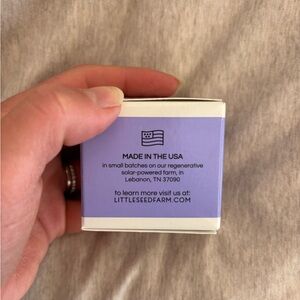 MADE IN THE USA
in small batches on our regenerative
solar-powered farm, in
Lebanon, TN 37090
to learn more visit us at:
LITTLESEEDFARM.COM